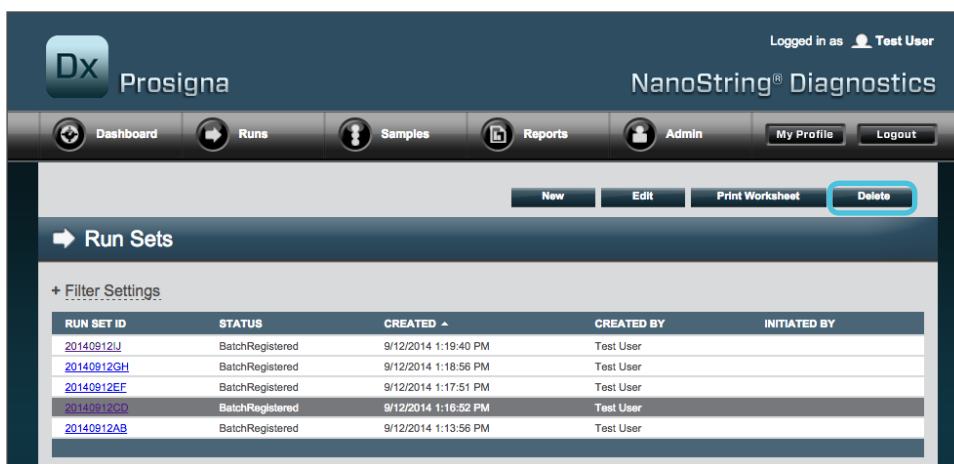 Logged in as Test User
Dx Prosigna
NanoString® Diagnostics
Dashboard Runs Samples Reports Admin My Profile Logout
New Edit Print Worksheet Delete
Run Sets
+ Filter Settings
RUN SET ID STATUS CREATED CREATED BY INITIATED BY
20140912IJ BatchRegistered 9/12/2014 1:19:40 PM Test User
20140912GH BatchRegistered 9/12/2014 1:18:56 PM Test User
20140912EF BatchRegistered 9/12/2014 1:17:51 PM Test User
20140912CD BatchRegistered 9/12/2014 1:16:52 PM Test User
20140912AB BatchRegistered 9/12/2014 1:13:56 PM Test User